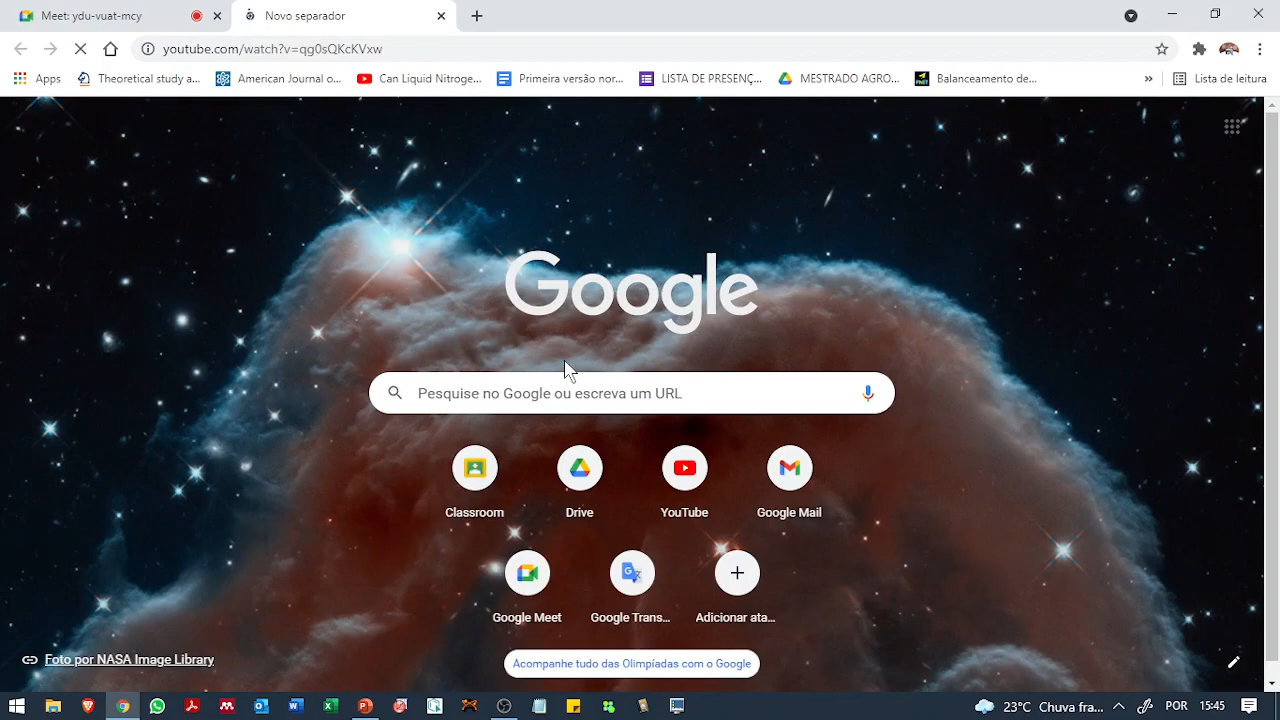 Meet: ydu-vuat-mcy
Novo separador
youtube.com/watch?v=qg0sQKcKVxw
Apps
Theoretical study a...
American Journal o...
Can Liquid Nitroge...
Primeira versão nor...
LISTA DE PRESENÇ...
MESTRADO AGRO...
Balanceamento de...
»
Lista de leitura
Google
Pesquise no Google ou escreva um URL
Classroom
Drive
YouTube
Google Mail
Google Meet
Google Trans...
Adicionar ata...
Foto por NASA Image Library
Acompanhe tudo das Olimpíadas com o Google
23°C Chuva fra...
POR
15:45